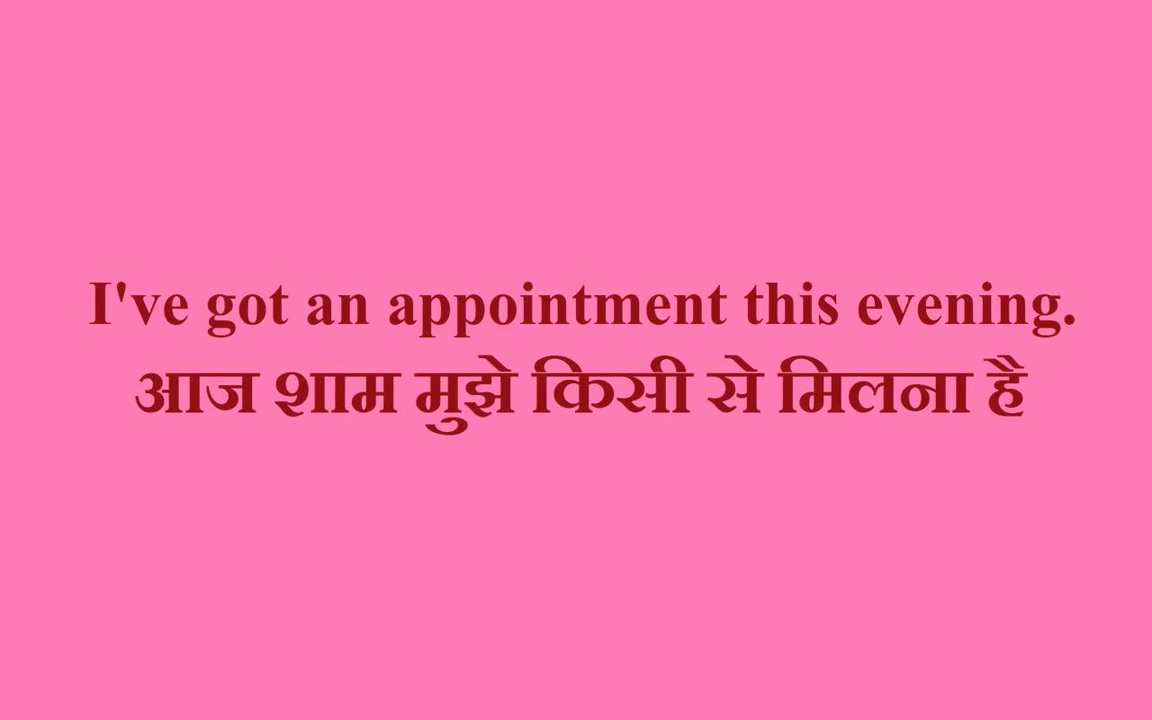 I've got an appointment this evening.
आज शाम मुझे किसी से मिलना है